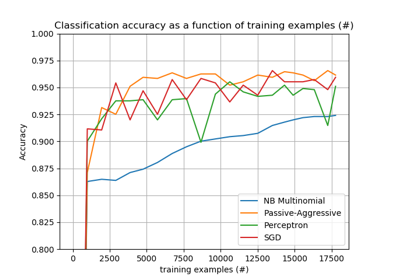 Classification accuracy as a function of training examples (#)
1.000
0.975
0.950
0.925
0.900
0.875
0.850
0.825
0.800
Accuracy
NB Multinomial
Passive-Aggressive
Perceptron
SGD
0 2500 5000 7500 10000 12500 15000 17500
training examples (#)